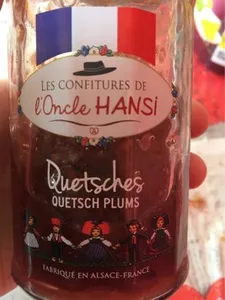 LES CONFITURES DE
l'Oncle HANSi
Quetsches
QUETSCH PLUMS
FABRIQUÉ EN ALSACE-FRANCE